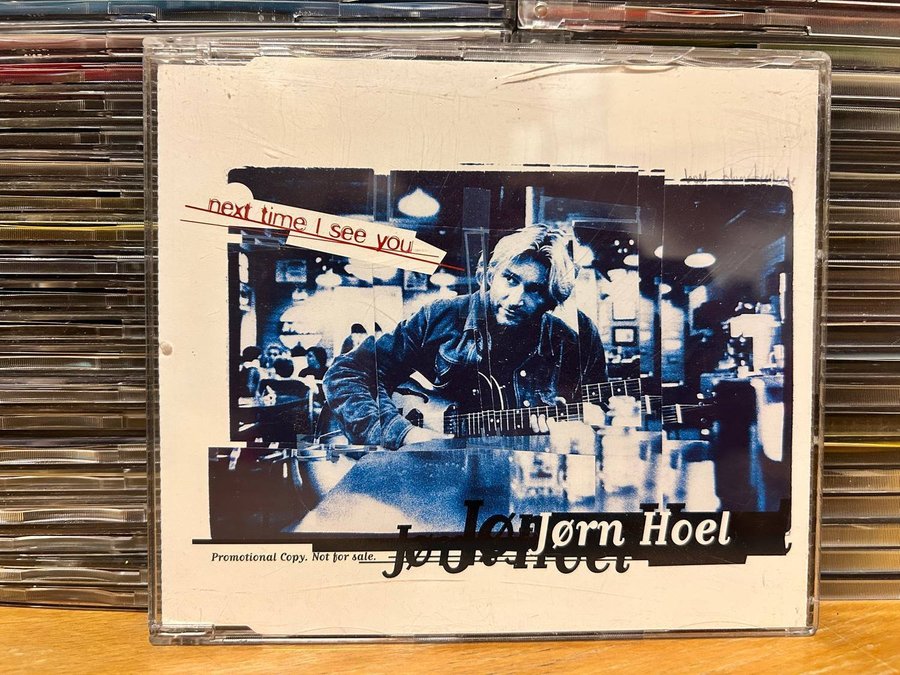 next time I see you
Jørn Hoel
Promotional Copy. Not for sale.